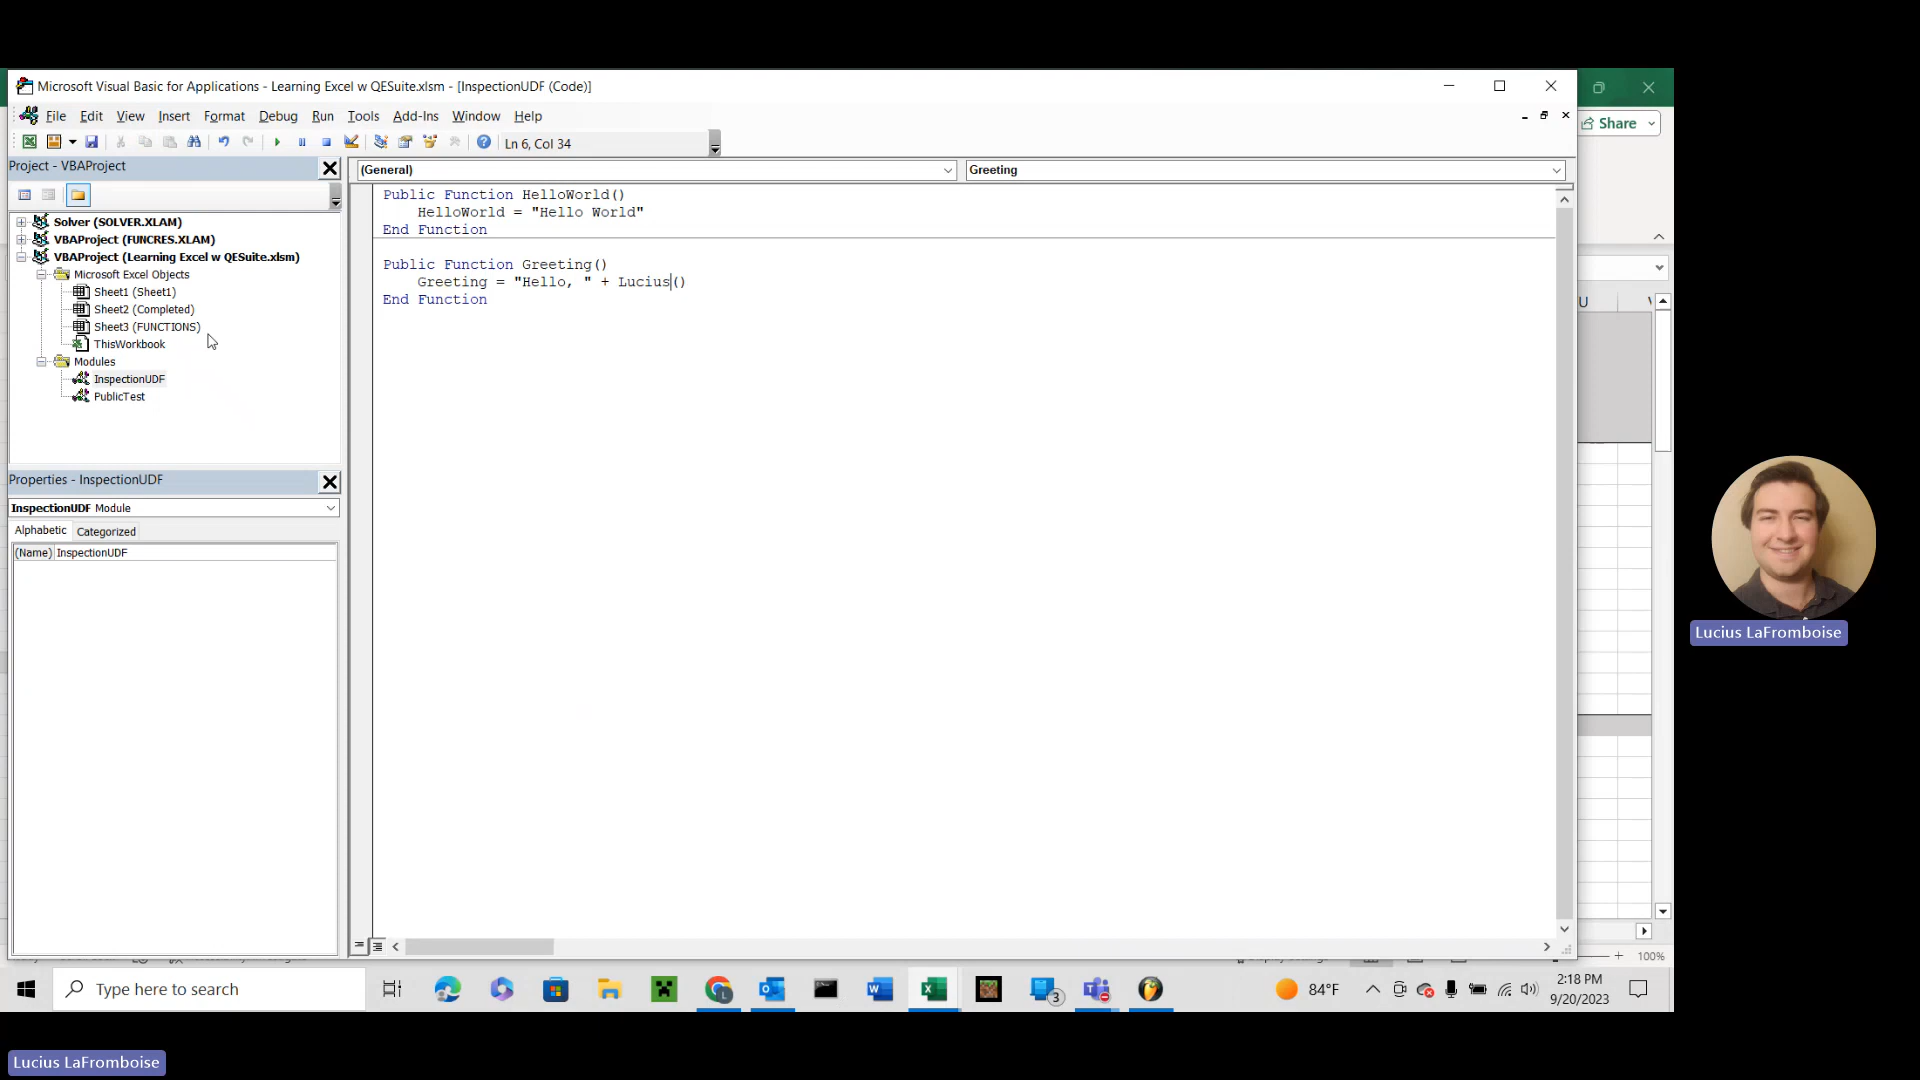 Microsoft Visual Basic for Applications - Learning Excel w QESuite.xlsm - [InspectionUDF (Code)]
File Edit View Insert Format Debug Run Tools Add-Ins Window Help
Share
Ln 6, Col 34
Project - VBAProject
(General)
Greeting
Solver (SOLVER.XLAM)
VBAProject (FUNCRES.XLAM)
VBAProject (Learning Excel w QESuite.xlsm)
Microsoft Excel Objects
Sheet1 (Sheet1)
Sheet2 (Completed)
Sheet3 (FUNCTIONS)
ThisWorkbook
Modules
InspectionUDF
PublicTest
Public Function HelloWorld()
HelloWorld = "Hello World"
End Function
Public Function Greeting()
Greeting = "Hello, " + Lucius()
End Function
U
Properties - InspectionUDF
InspectionUDF Module
Alphabetic Categorized
(Name) InspectionUDF
100%
Type here to search
3
84°F
2:18 PM
9/20/2023
Lucius LaFromboise
Lucius LaFromboise